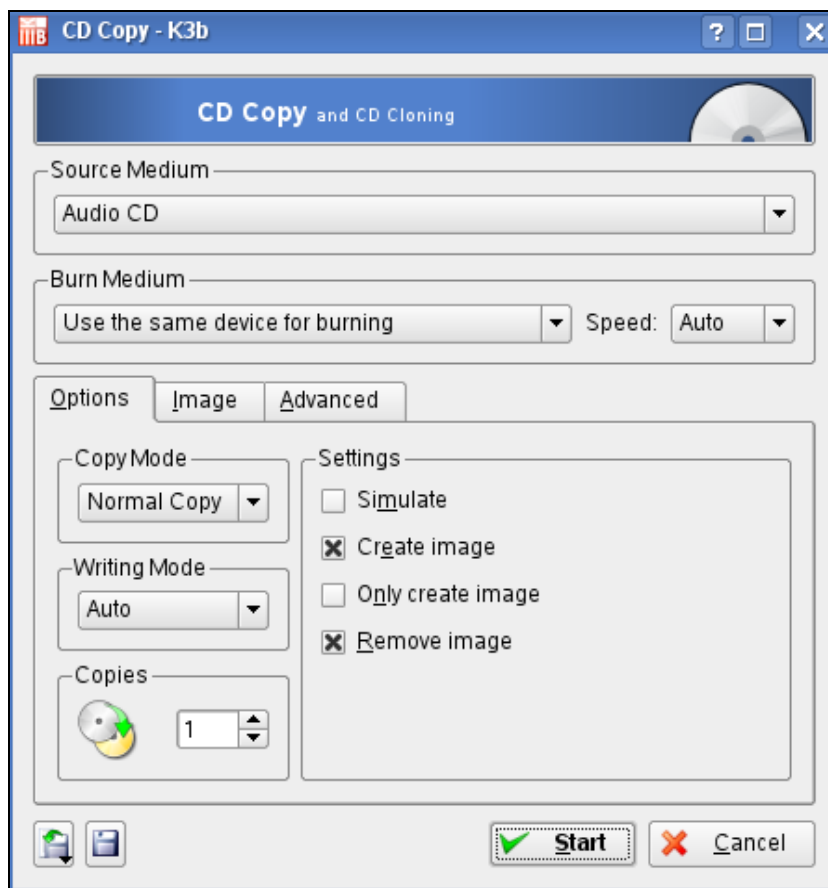 CD Copy - K3b
CD Copy and CD Cloning
Source Medium
Audio CD
Burn Medium
Use the same device for burning Speed: Auto
Options Image Advanced
Copy Mode Settings
Normal Copy Simulate
Create image
Writing Mode
Auto Only create image
Remove image
Copies
1
Start Cancel